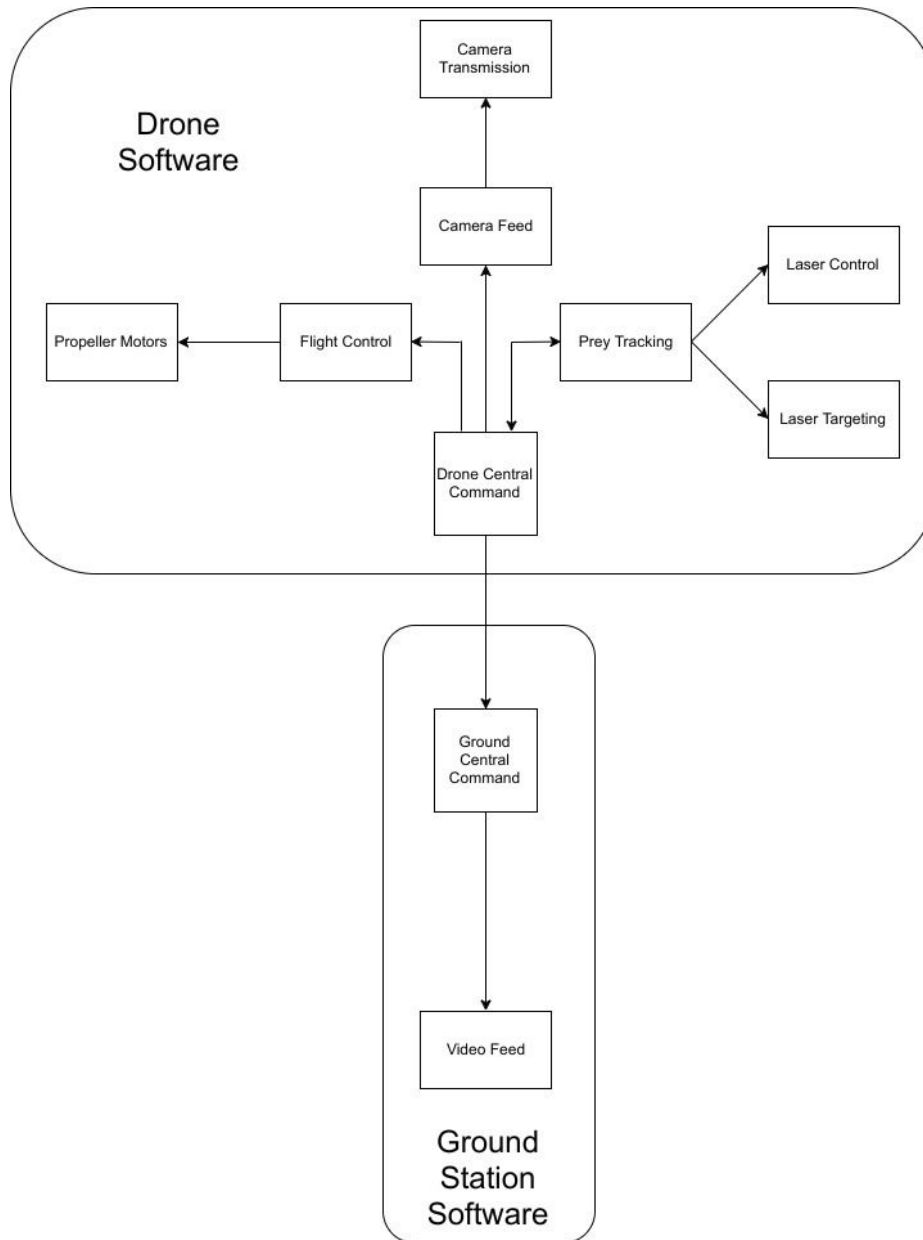 Camera
Transmission
Drone
Software
Camera Feed
Laser Control
Propeller Motors
Flight Control
Prey Tracking
Laser Targeting
Drone Central
Command
Ground
Central
Command
Video Feed
Ground
Station
Software